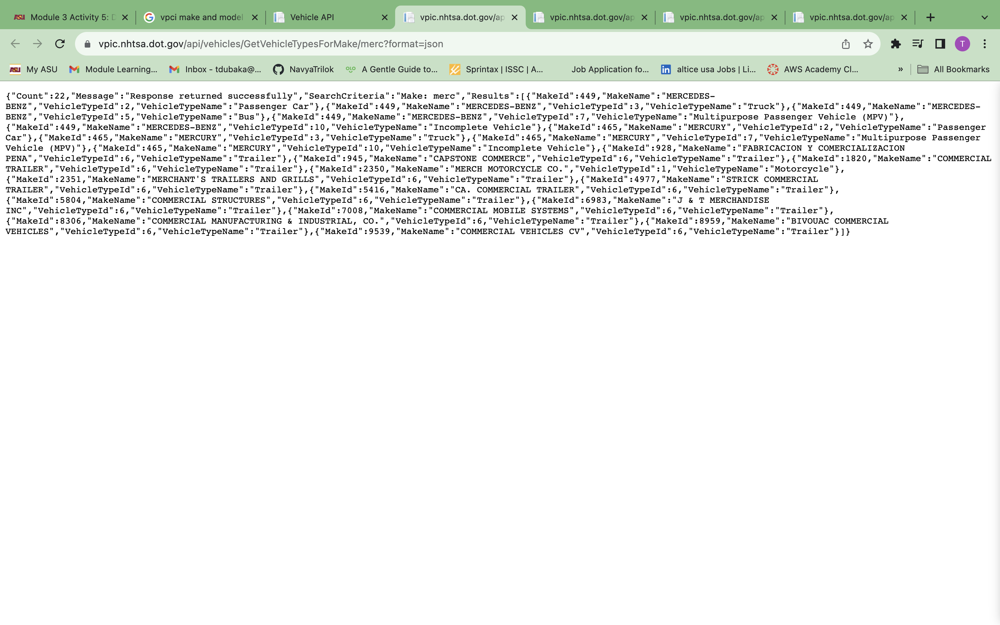 ASU Module 3 Activity 5: D
vpci make and model
Vehicle API
vpic.nhtsa.dot.gov/ap
vpic.nhtsa.dot.gov/ap
vpic.nhtsa.dot.gov/ap
vpic.nhtsa.dot.gov/ap
vpic.nhtsa.dot.gov/api/vehicles/GetVehicleTypesForMake/merc?format=json
T
ASU My ASU
Module Learning...
Inbox - tdubaka@...
NavyaTrilok
OLO A Gentle Guide to...
Sprintax | ISSC | A...
Job Application fo...
in altice usa Jobs | Li...
AWS Academy Cl...
»
All Bookmarks
{"Count":22,"Message":"Response returned successfully","SearchCriteria":"Make: merc","Results":[{"MakeId":449,"MakeName":"MERCEDES-
BENZ","VehicleTypeId":2,"VehicleTypeName":"Passenger Car"},{"MakeId":449,"MakeName":"MERCEDES-BENZ","VehicleTypeId":3,"VehicleTypeName":"Truck"},{"MakeId":449,"MakeName":"MERCEDES-
BENZ","VehicleTypeId":5,"VehicleTypeName":"Bus"},{"MakeId":449,"MakeName":"MERCEDES-BENZ","VehicleTypeId":7,"VehicleTypeName":"Multipurpose Passenger Vehicle (MPV)"},
{"MakeId":449,"MakeName":"MERCEDES-BENZ","VehicleTypeId":10,"VehicleTypeName":"Incomplete Vehicle"},{"MakeId":465,"MakeName":"MERCURY","VehicleTypeId":2,"VehicleTypeName":"Passenger
Car"},{"MakeId":465,"MakeName":"MERCURY","VehicleTypeId":3,"VehicleTypeName":"Truck"},{"MakeId":465,"MakeName":"MERCURY","VehicleTypeId":7,"VehicleTypeName":"Multipurpose Passenger
Vehicle (MPV)"},{"MakeId":465,"MakeName":"MERCURY","VehicleTypeId":10,"VehicleTypeName":"Incomplete Vehicle"},{"MakeId":928,"MakeName":"FABRICACION Y COMERCIALIZACION
PENA","VehicleTypeId":6,"VehicleTypeName":"Trailer"},{"MakeId":945,"MakeName":"CAPSTONE COMMERCE","VehicleTypeId":6,"VehicleTypeName":"Trailer"},{"MakeId":1820,"MakeName":"COMMERCIAL
TRAILER","VehicleTypeId":6,"VehicleTypeName":"Trailer"},{"MakeId":2350,"MakeName":"MERCH MOTORCYCLE CO.","VehicleTypeId":1,"VehicleTypeName":"Motorcycle"},
{"MakeId":2351,"MakeName":"MERCHANT'S TRAILERS AND GRILLS","VehicleTypeId":6,"VehicleTypeName":"Trailer"},{"MakeId":4977,"MakeName":"STRICK COMMERCIAL
TRAILER","VehicleTypeId":6,"VehicleTypeName":"Trailer"},{"MakeId":5416,"MakeName":"CA. COMMERCIAL TRAILER","VehicleTypeId":6,"VehicleTypeName":"Trailer"},
{"MakeId":5804,"MakeName":"COMMERCIAL STRUCTURES","VehicleTypeId":6,"VehicleTypeName":"Trailer"},{"MakeId":6983,"MakeName":"J & T MERCHANDISE
INC","VehicleTypeId":6,"VehicleTypeName":"Trailer"},{"MakeId":7008,"MakeName":"COMMERCIAL MOBILE SYSTEMS","VehicleTypeId":6,"VehicleTypeName":"Trailer"},
{"MakeId":8306,"MakeName":"COMMERCIAL MANUFACTURING & INDUSTRIAL, CO.","VehicleTypeId":6,"VehicleTypeName":"Trailer"},{"MakeId":8959,"MakeName":"BIVOUAC COMMERCIAL
VEHICLES","VehicleTypeId":6,"VehicleTypeName":"Trailer"},{"MakeId":9539,"MakeName":"COMMERCIAL VEHICLES CV","VehicleTypeId":6,"VehicleTypeName":"Trailer"}]}